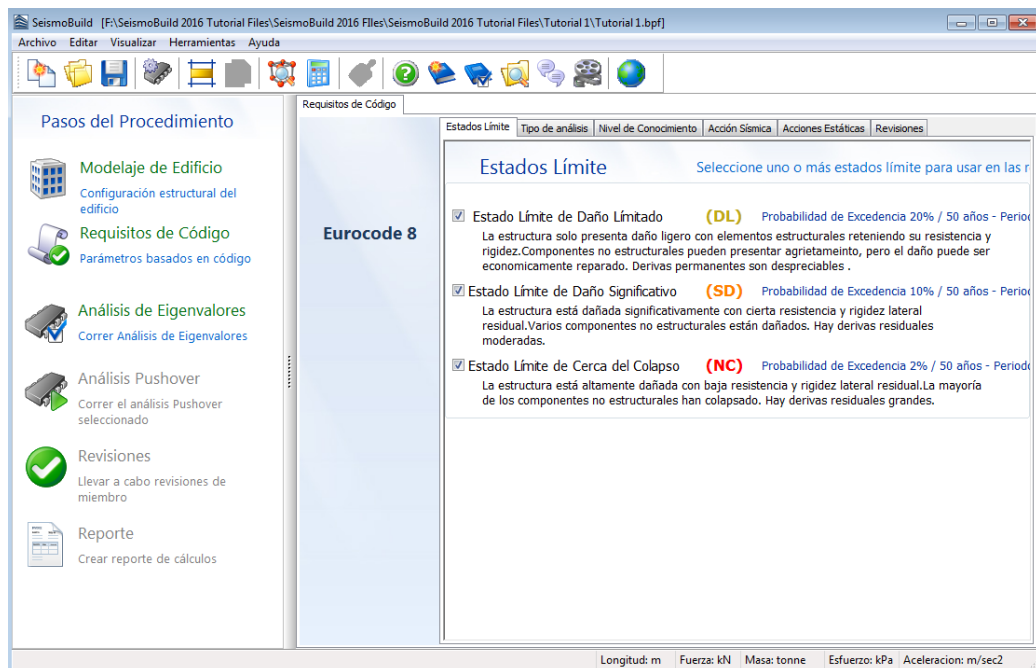 SeismoBuild [F:\SeismoBuild 2016 Tutorial Files\SeismoBuild 2016 FIles\SeismoBuild 2016 Tutorial Files\Tutorial 1\Tutorial 1.bpf]
Archivo Editar Visualizar Herramientas Ayuda
Pasos del Procedimiento
Modelaje de Edificio
Configuración estructural del
edificio
Requisitos de Código
Parámetros basados en código
Análisis de Eigenvalores
Correr Análisis de Eigenvalores
Análisis Pushover
Correr el análisis Pushover
seleccionado
Revisiones
Llevar a cabo revisiones de
miembro
Reporte
Crear reporte de cálculos
Requisitos de Código
Eurocode 8
Estados Límite Tipo de análisis Nivel de Conocimiento Acción Sísmica Acciones Estáticas Revisiones
Estados Límite Seleccione uno o más estados límite para usar en las r
Estado Límite de Daño Límitado (DL) Probabilidad de Excedencia 20% / 50 años - Period
La estructura solo presenta daño ligero con elementos estructurales reteniendo su resistencia y
rigidez.Componentes no estructurales pueden presentar agrietameinto, pero el daño puede ser
economicamente reparado. Derivas permanentes son despreciables .
Estado Límite de Daño Significativo (SD) Probabilidad de Excedencia 10% / 50 años - Period
La estructura está dañada significativamente con cierta resistencia y rigidez lateral
residual.Varios componentes no estructurales están dañados. Hay derivas residuales
moderadas.
Estado Límite de Cerca del Colapso (NC) Probabilidad de Excedencia 2% / 50 años - Periodo
La estructura está altamente dañada con baja resistencia y rigidez lateral residual.La mayoría
de los componentes no estructurales han colapsado. Hay derivas residuales grandes.
Longitud: m Fuerza: kN Masa: tonne Esfuerzo: kPa Aceleracion: m/sec2